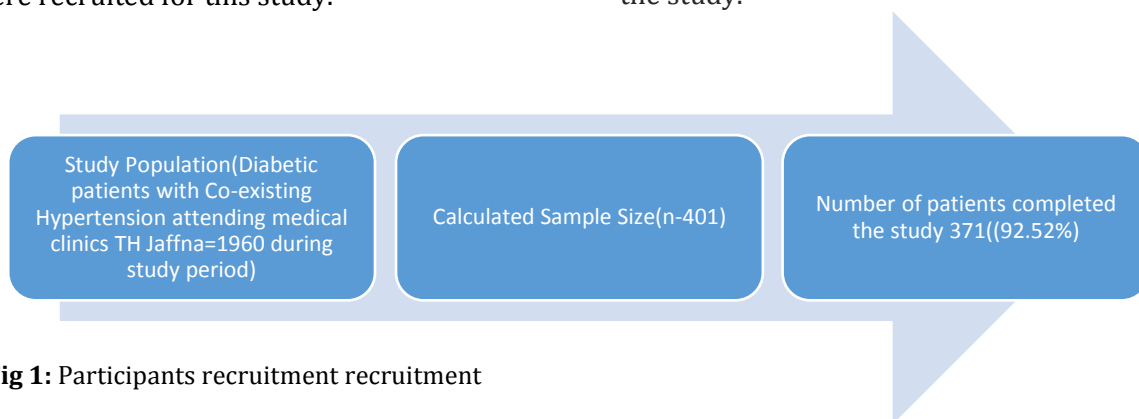 ere recruited for this study.
the study.
Study Population(Diabetic
patients with Co-existing
Hypertension attending medical
clinics TH Jaffna=1960 during
study period)
Calculated Sample Size(n-401)
Number of patients completed
the study 371((92.52%)
ig 1: Participants recruitment recruitment